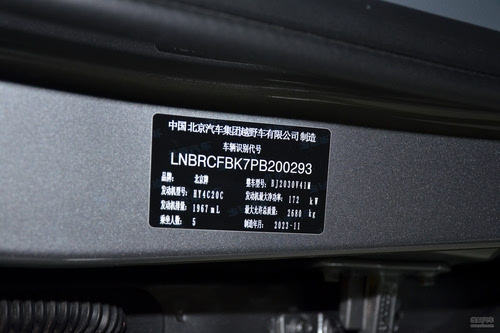 中国 北京汽车集团越野车有限公司 制造
车辆识别代号
LNBRCFBK7PB200293
品牌: 北京牌 整车型号: BJ2030V41M
发动机型号: HY4C20C 发动机最大净功率: 172 kW
发动机排量: 1967 mL 最大允许总质量: 2680 kg
乘坐人数: 5 制造年月: 2023-11